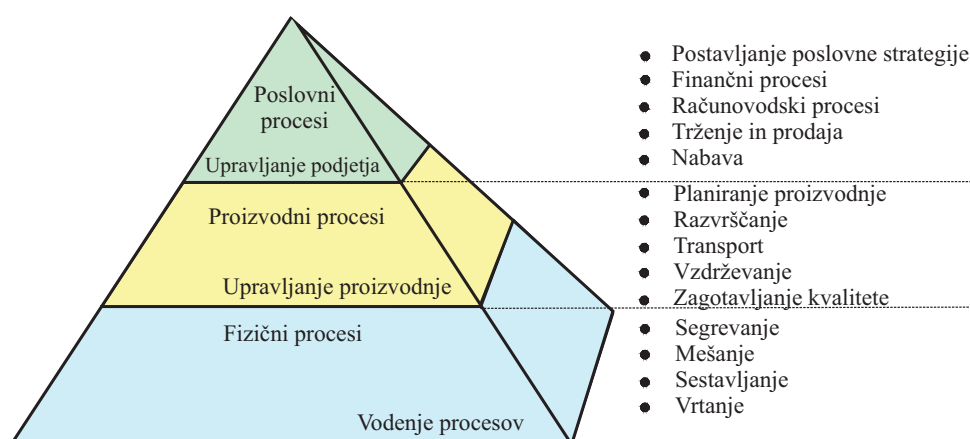 Poslovni
procesi
Upravljanje podjetja
Proizvodni procesi
Upravljanje proizvodnje
Fizični procesi
Vodenje procesov
Postavljanje poslovne strategije
Finančni procesi
Računovodski procesi
Trženje in prodaja
Nabava
Planiranje proizvodnje
Razvrščanje
Transport
Vzdrževanje
Zagotavljanje kvalitete
Segrevanje
Mešanje
Sestavljanje
Vrtanje